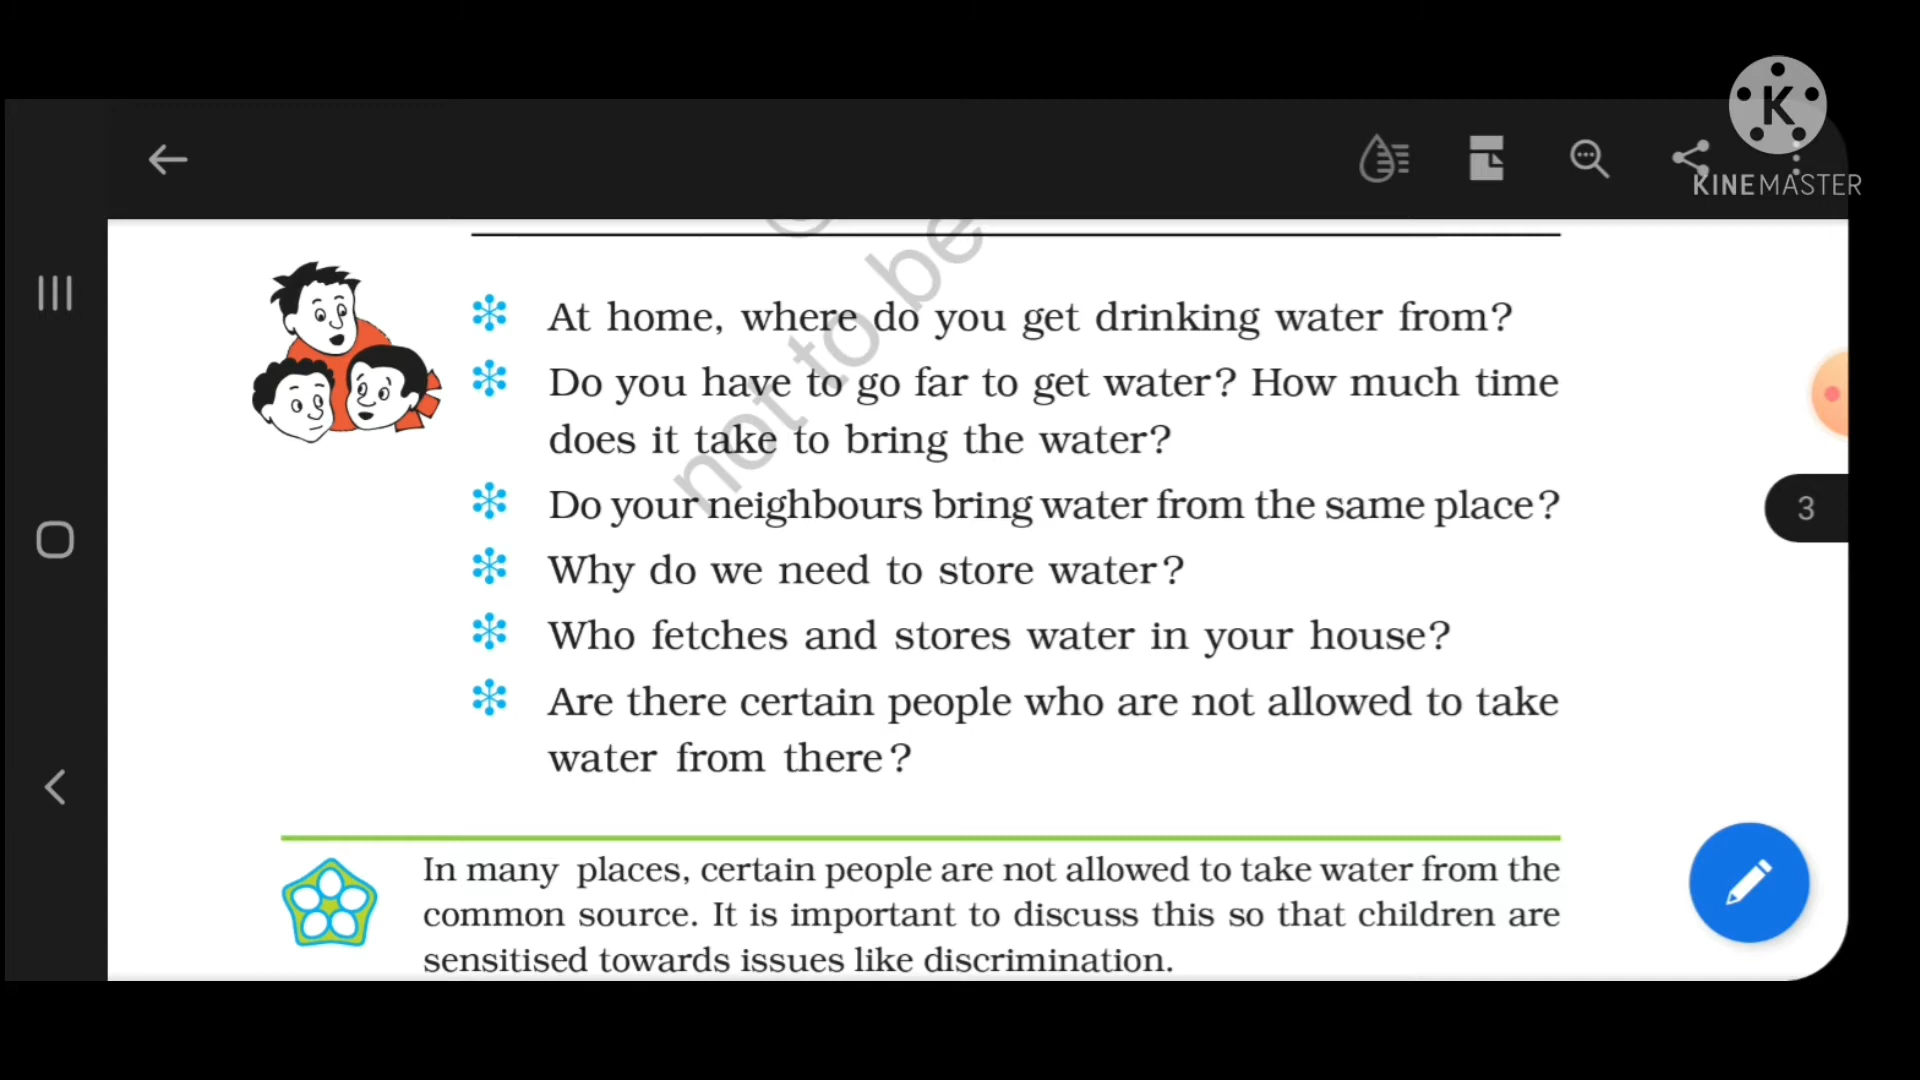 K
KINEMASTER
not to be
At home, where do you get drinking water from?
Do you have to go far to get water? How much time
does it take to bring the water?
Do your neighbours bring water from the same place?
3
Why do we need to store water?
Who fetches and stores water in your house?
Are there certain people who are not allowed to take
water from there?
In many places, certain people are not allowed to take water from the
common source. It is important to discuss this so that children are
sensitised towards issues like discrimination.